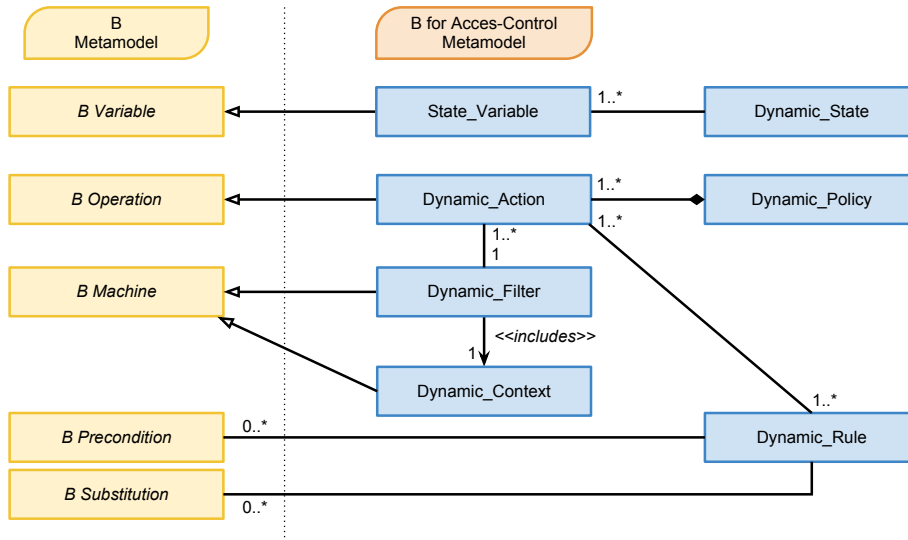 B
Metamodel
B for Acces-Control
Metamodel
B Variable
State_Variable
1..*
Dynamic_State
B Operation
Dynamic_Action
1..*
Dynamic_Policy
1..*
1..*
1
B Machine
Dynamic_Filter
<<includes>>
1
Dynamic_Context
1..*
B Precondition
0..*
Dynamic_Rule
B Substitution
0..*